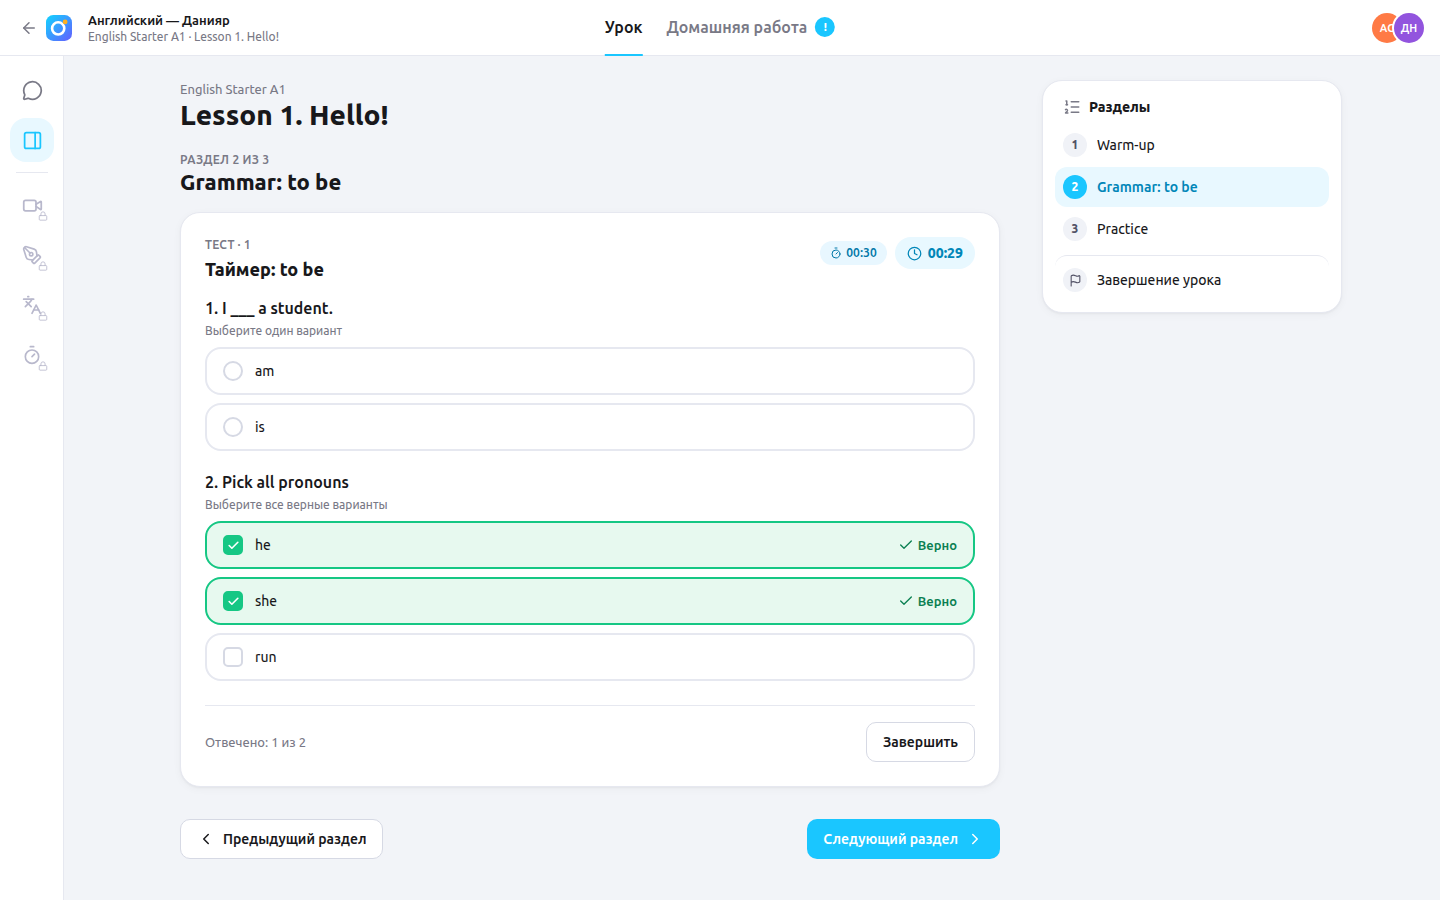 Английский — Данияр
English Starter A1 · Lesson 1. Hello!
Урок
Домашняя работа
!
ДН
English Starter A1
Lesson 1. Hello!
РАЗДЕЛ 2 ИЗ 3
Grammar: to be
ТЕСТ · 1
Таймер: to be
00:30
00:29
1. I ___ a student.
Выберите один вариант
am
is
2. Pick all pronouns
Выберите все верные варианты
he
Верно
she
Верно
run
Отвечено: 1 из 2
Завершить
Предыдущий раздел
Следующий раздел
Разделы
1 Warm-up
2 Grammar: to be
3 Practice
Завершение урока